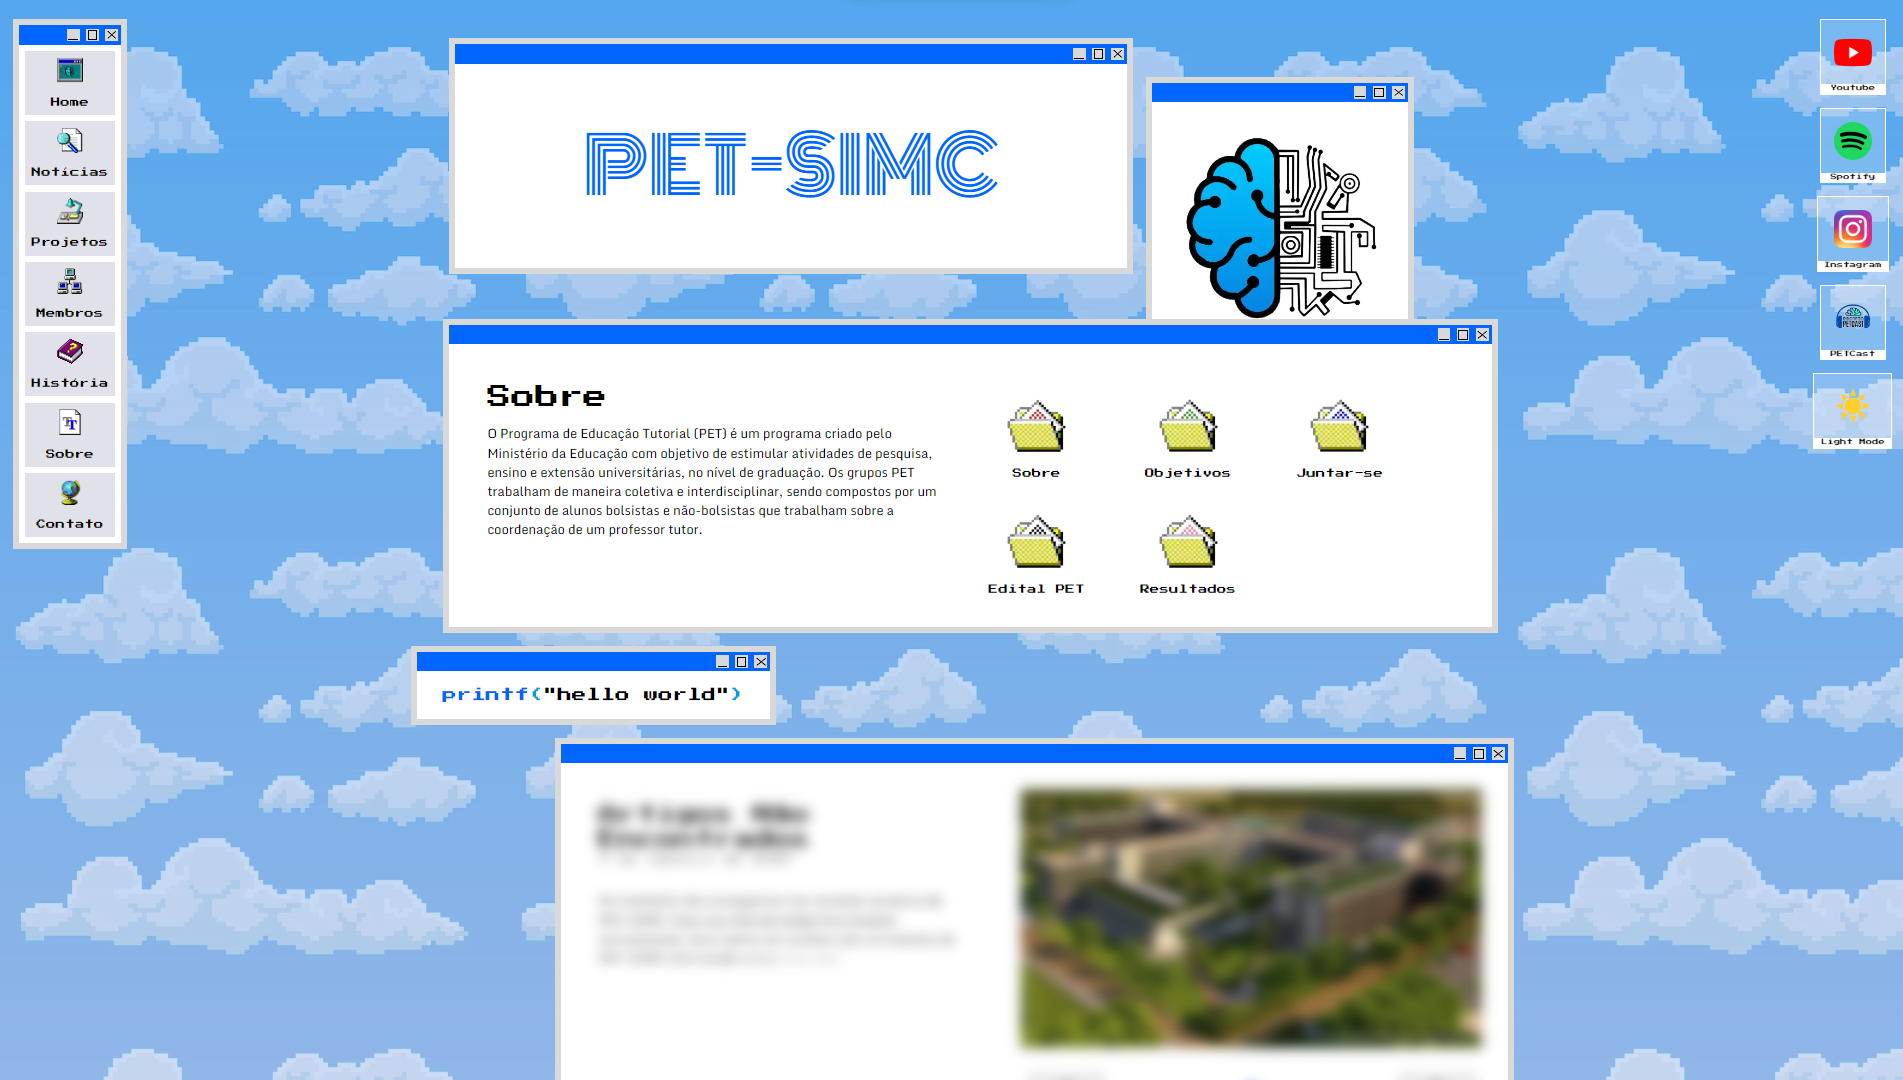 Home
Notícias
Projetos
Membros
História
Sobre
Contato
PET-SIMC
Youtube
Spotify
Instagram
PETCast
Light Mode
Sobre
O Programa de Educação Tutorial (PET) é um programa criado pelo
Ministério da Educação com objetivo de estimular atividades de pesquisa,
ensino e extensão universitárias, no nível de graduação. Os grupos PET
trabalham de maneira coletiva e interdisciplinar, sendo compostos por um
conjunto de alunos bolsistas e não-bolsistas que trabalham sobre a
coordenação de um professor tutor.
Sobre
Objetivos
Juntar-se
Edital PET
Resultados
printf("hello world")
Artigos Não
Encontrados